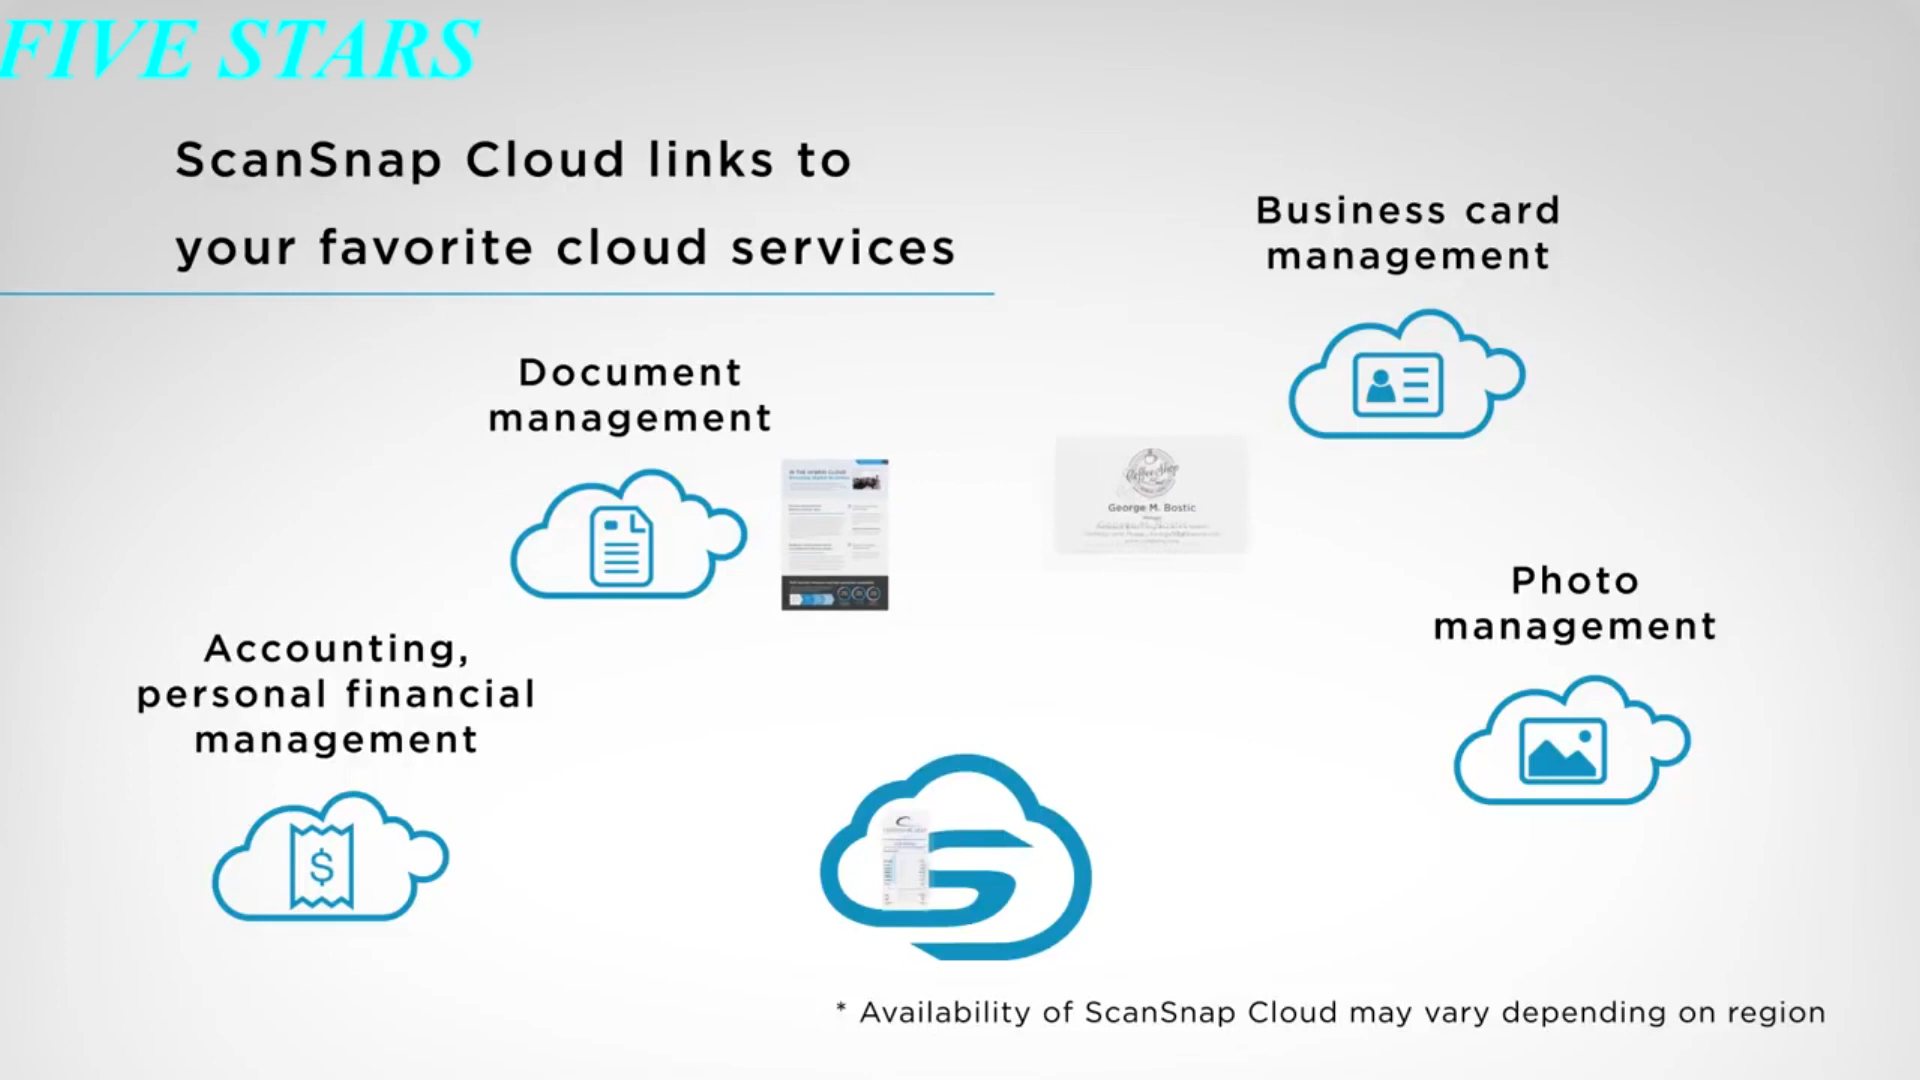 FIVE STARS
ScanSnap Cloud links to
your favorite cloud services
Business card
management
Document
management
George M. Bostic
Photo
management
Accounting,
personal financial
management
$
* Availability of ScanSnap Cloud may vary depending on region